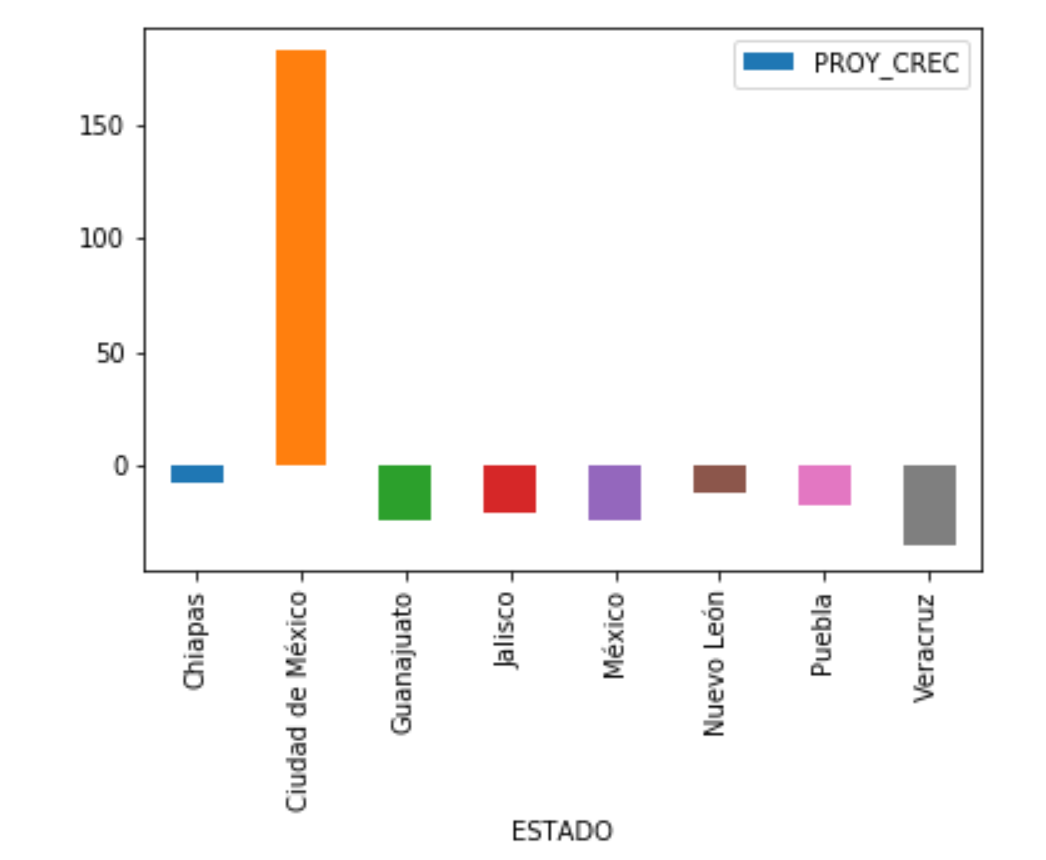 PROY_CREC
150
100
50
0
Chiapas
Ciudad de México
Guanajuato
Jalisco
México
Nuevo León
Puebla
Veracruz
ESTADO